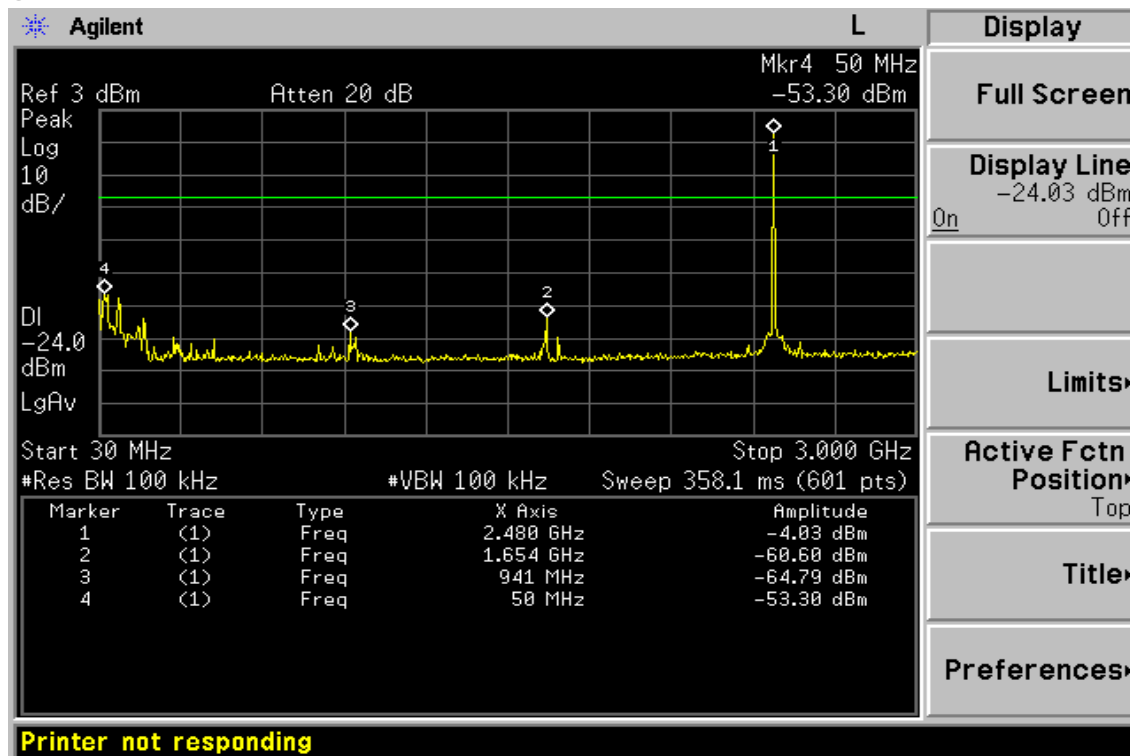 Agilent L
Mkr4 50 MHz
Ref 3 dBm Atten 20 dB −53.30 dBm
Peak
Log
10
dB/
1
4
3
2
DI
−24.0
dBm
LgAv
Start 30 MHz Stop 3.000 GHz
#Res BW 100 kHz #VBW 100 kHz Sweep 358.1 ms (601 pts)
Marker Trace Type X Axis Amplitude
1 (1) Freq 2.480 GHz −4.03 dBm
2 (1) Freq 1.654 GHz −60.60 dBm
3 (1) Freq 941 MHz −64.79 dBm
4 (1) Freq 50 MHz −53.30 dBm
Display
Full Screen
Display Line
−24.03 dBm
On Off
Limits
Active Fctn
Position
Top
Title
Preferences
Printer not responding